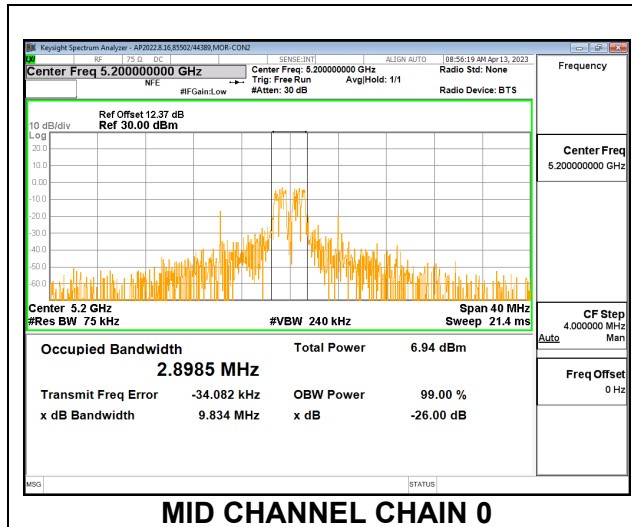 Keysight Spectrum Analyzer - AP2022.8.16,85502/44389,MOR-CON2
RF 75 Ω DC SENSE:INT ALIGN AUTO 08:56:19 AM Apr 13, 2023
Center Freq 5.200000000 GHz
Center Freq: 5.200000000 GHz
Radio Std: None
NFE
Trig: Free Run Avg|Hold: 1/1
#IFGain:Low
#Atten: 30 dB
Radio Device: BTS
Frequency
Ref Offset 12.37 dB
10 dB/div Ref 30.00 dBm
Log
20.0
10.0
0.00
-10.0
-20.0
-30.0
-40.0
-50.0
-60.0
Center 5.2 GHz Span 40 MHz
#Res BW 75 kHz #VBW 240 kHz Sweep 21.4 ms
Center Freq
5.200000000 GHz
CF Step
4.000000 MHz
Auto Man
Freq Offset
0 Hz
Occupied Bandwidth Total Power 6.94 dBm
2.8985 MHz
Transmit Freq Error -34.082 kHz OBW Power 99.00 %
x dB Bandwidth 9.834 MHz x dB -26.00 dB
MSG STATUS
MID CHANNEL CHAIN 0